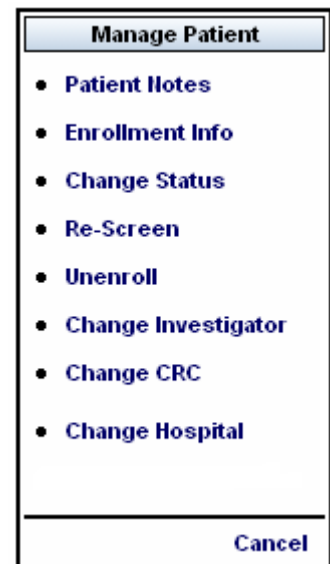 Manage Patient
Patient Notes
Enrollment Info
Change Status
Re-Screen
Unenroll
Change Investigator
Change CRC
Change Hospital
Cancel